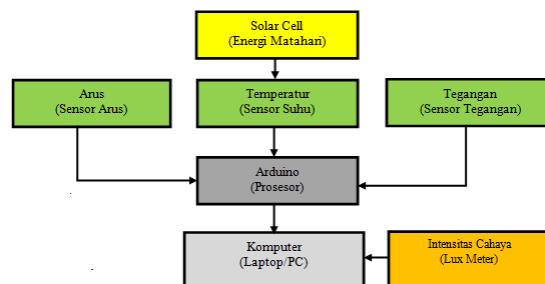 Solar Cell
(Energi Matahari)
Arus
(Sensor Arus)
Temperatur
(Sensor Suhu)
Tegangan
(Sensor Tegangan)
Arduino
(Prosesor)
Komputer
(Laptop/PC)
Intensitas Cahaya
(Lux Meter)